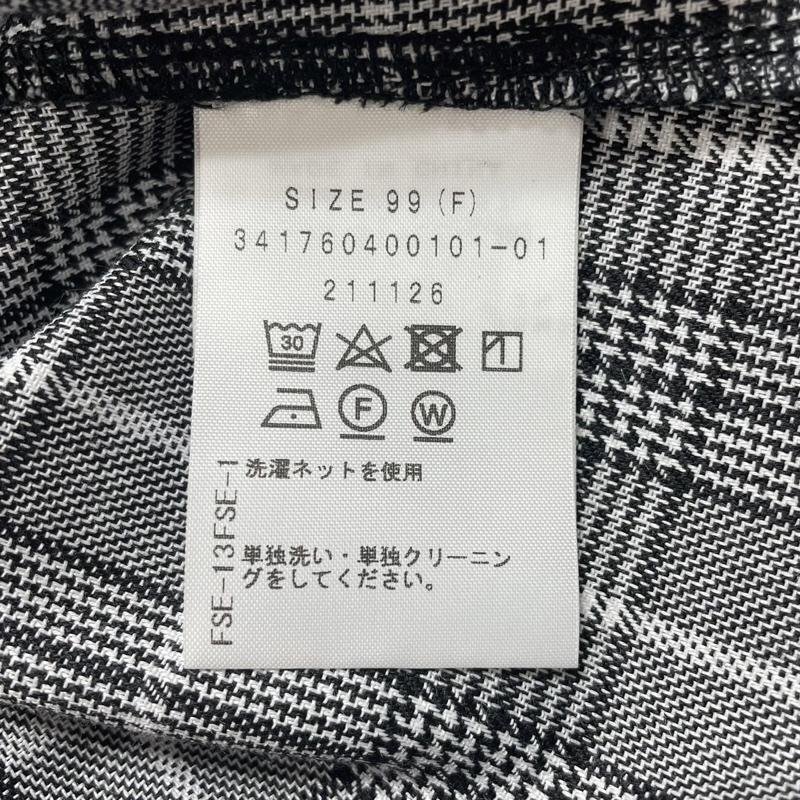 SIZE 99 (F)
341760400101-01
211126
30
F W
洗濯ネットを使用
単独洗い・単独クリーニン
グをしてください。
FSE-13FSE-1